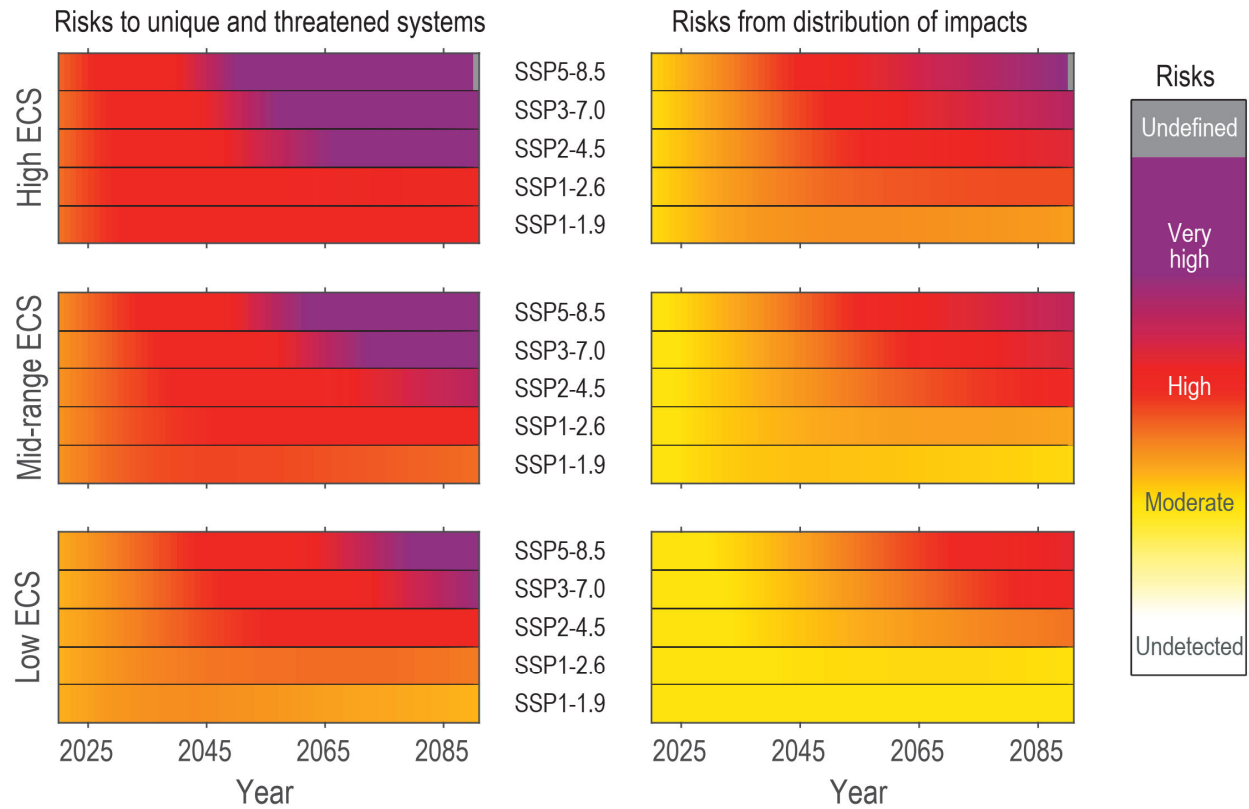 Risks to unique and threatened systems
Risks from distribution of impacts
High ECS
SSP5-8.5
SSP3-7.0
SSP2-4.5
SSP1-2.6
SSP1-1.9
Mid-range ECS
SSP5-8.5
SSP3-7.0
SSP2-4.5
SSP1-2.6
SSP1-1.9
Low ECS
SSP5-8.5
SSP3-7.0
SSP2-4.5
SSP1-2.6
SSP1-1.9
2025 2045 2065 2085
Year
2025 2045 2065 2085
Year
Risks
Undefined
Very
high
High
Moderate
Undetected